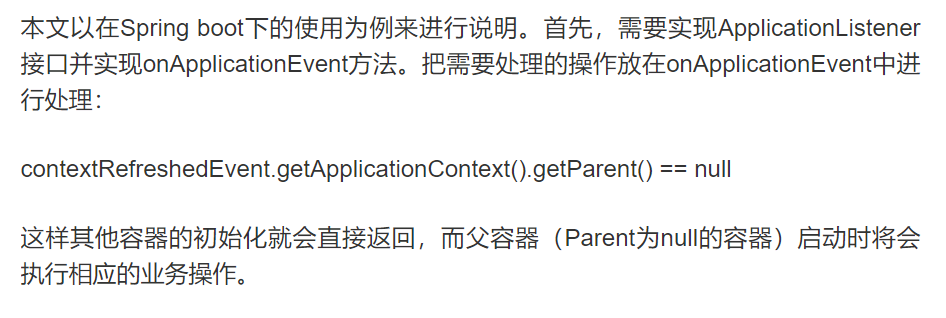 本文以在Spring boot下的使用为例来进行说明。首先，需要实现ApplicationListener
接口并实现onApplicationEvent方法。把需要处理的操作放在onApplicationEvent中进
行处理：
contextRefreshedEvent.getApplicationContext().getParent() == null
这样其他容器的初始化就会直接返回，而父容器（Parent为null的容器）启动时将会
执行相应的业务操作。